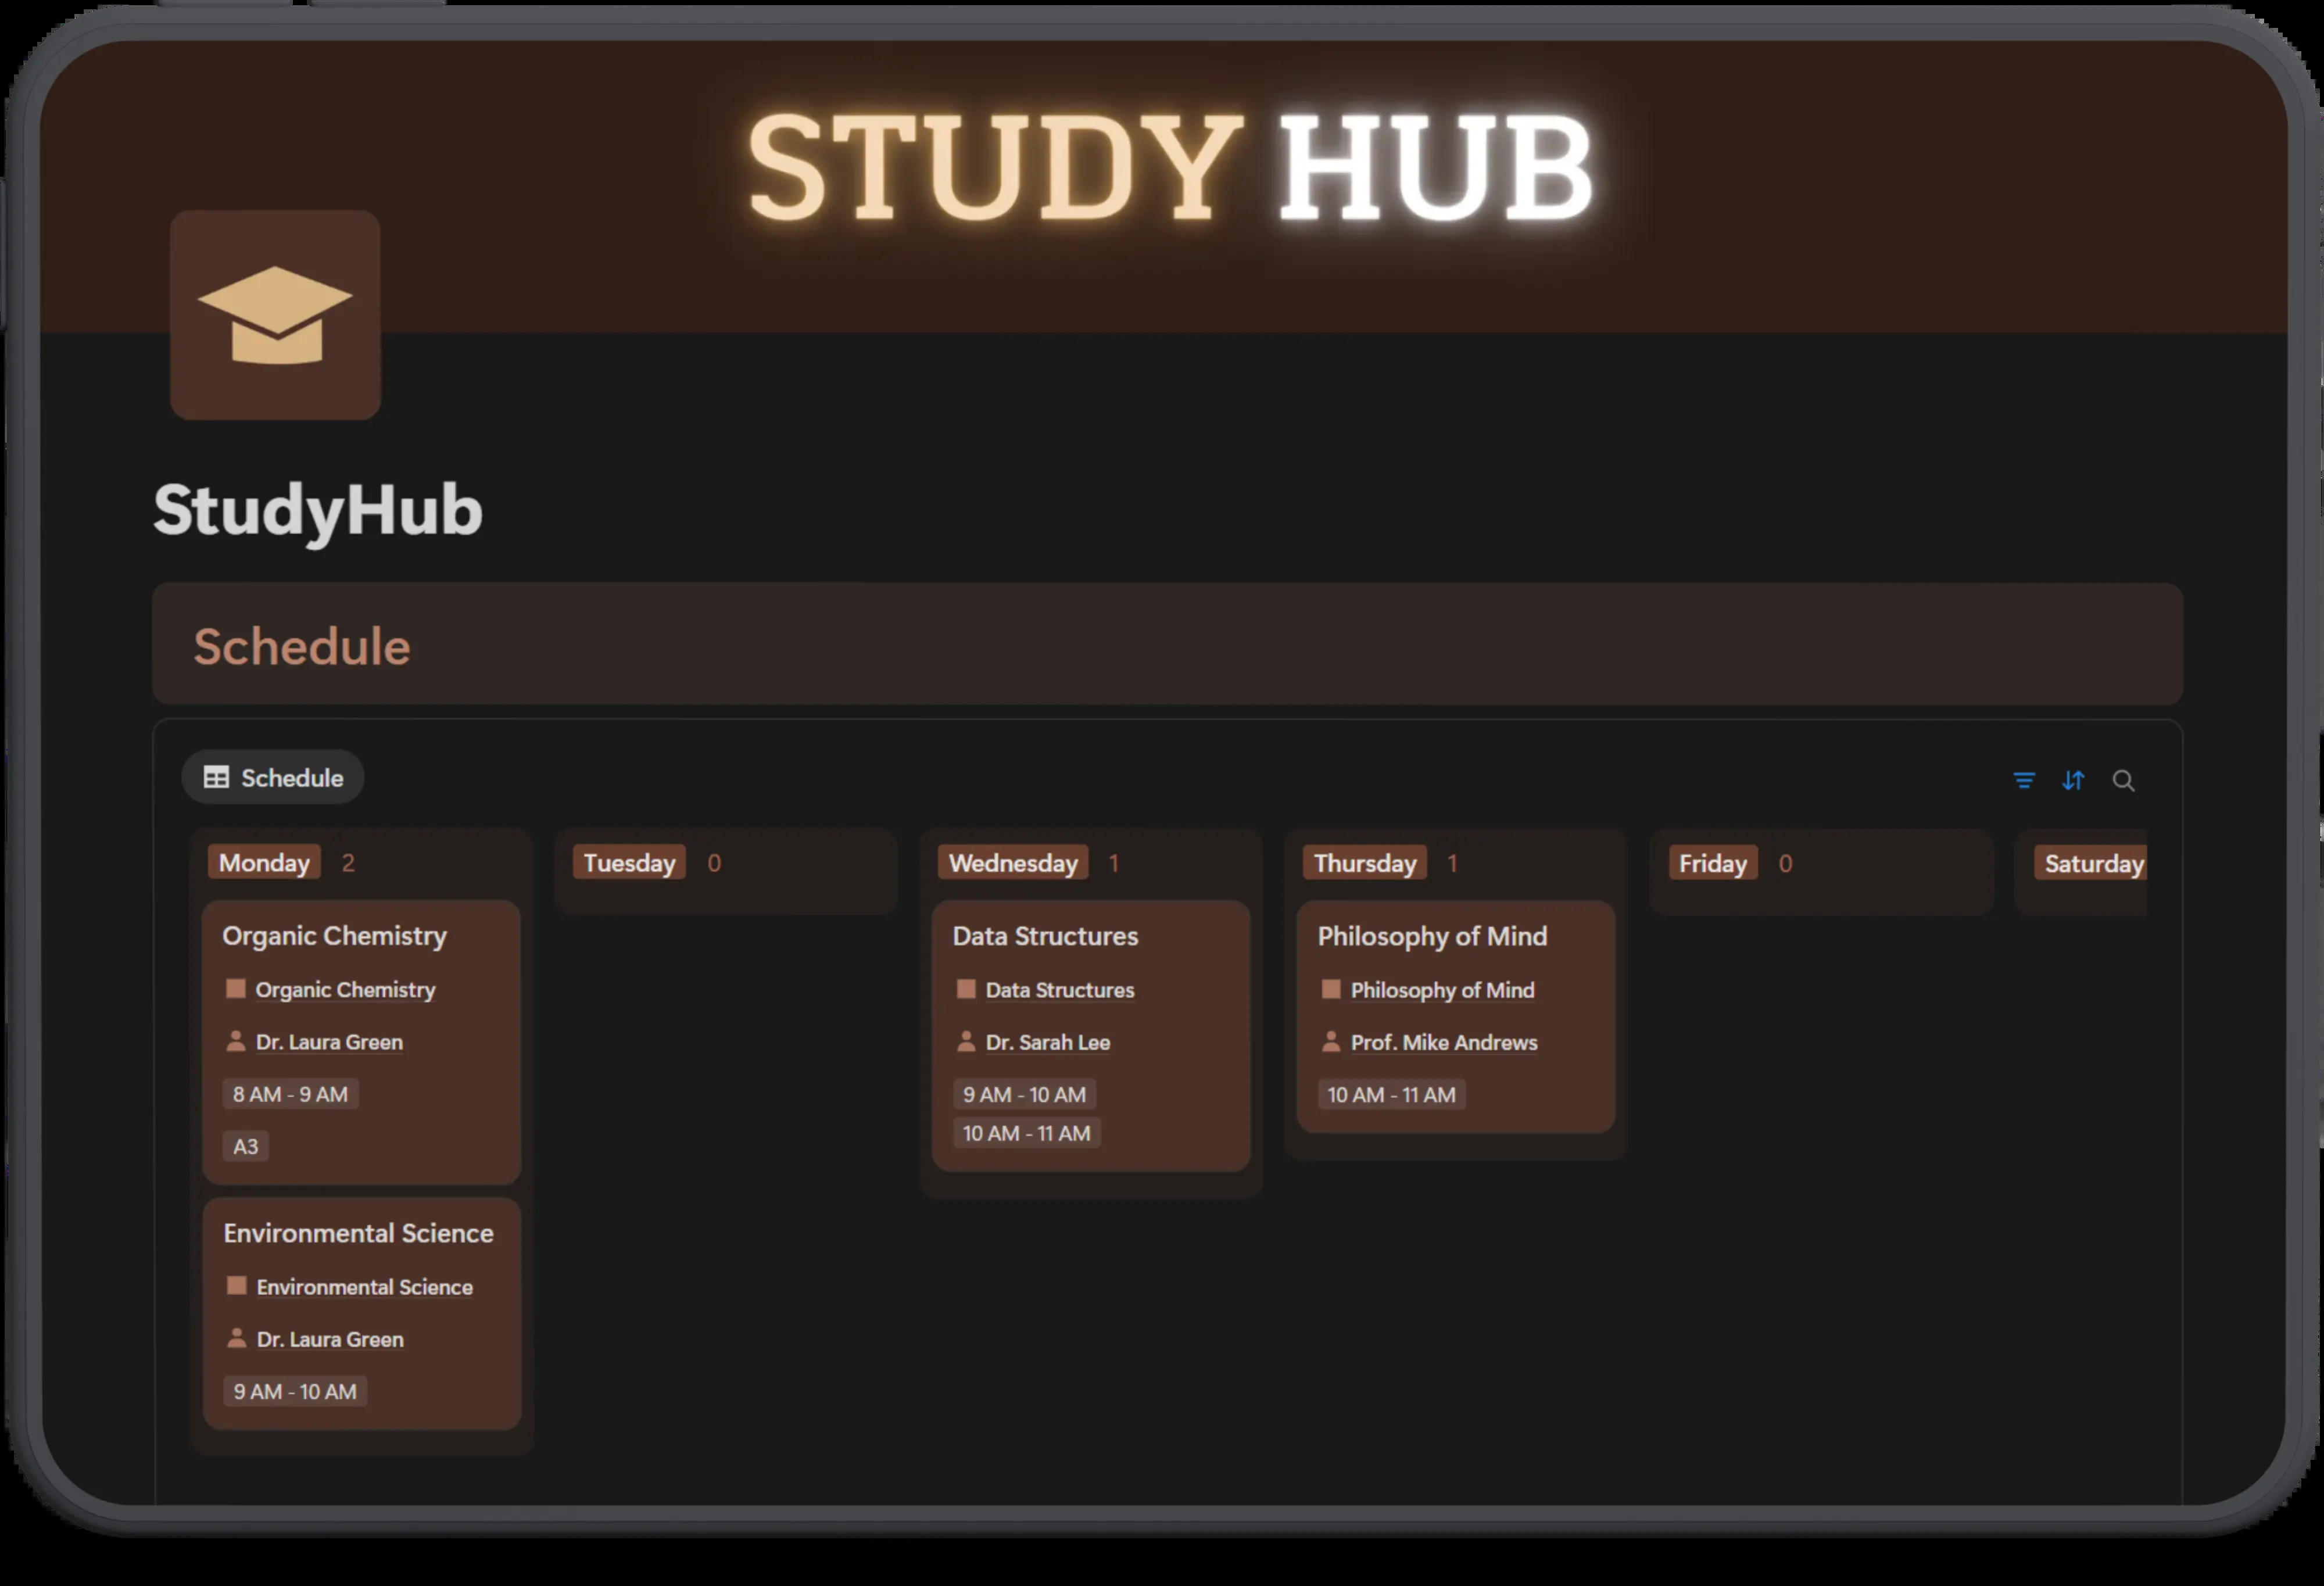 STUDY HUB
StudyHub
Schedule
Schedule
Monday 2
Organic Chemistry
Organic Chemistry
Dr. Laura Green
8 AM - 9 AM
A3
Environmental Science
Environmental Science
Dr. Laura Green
9 AM - 10 AM
Tuesday 0
Wednesday 1
Data Structures
Data Structures
Dr. Sarah Lee
9 AM - 10 AM
10 AM - 11 AM
Thursday 1
Philosophy of Mind
Philosophy of Mind
Prof. Mike Andrews
10 AM - 11 AM
Friday 0
Saturday